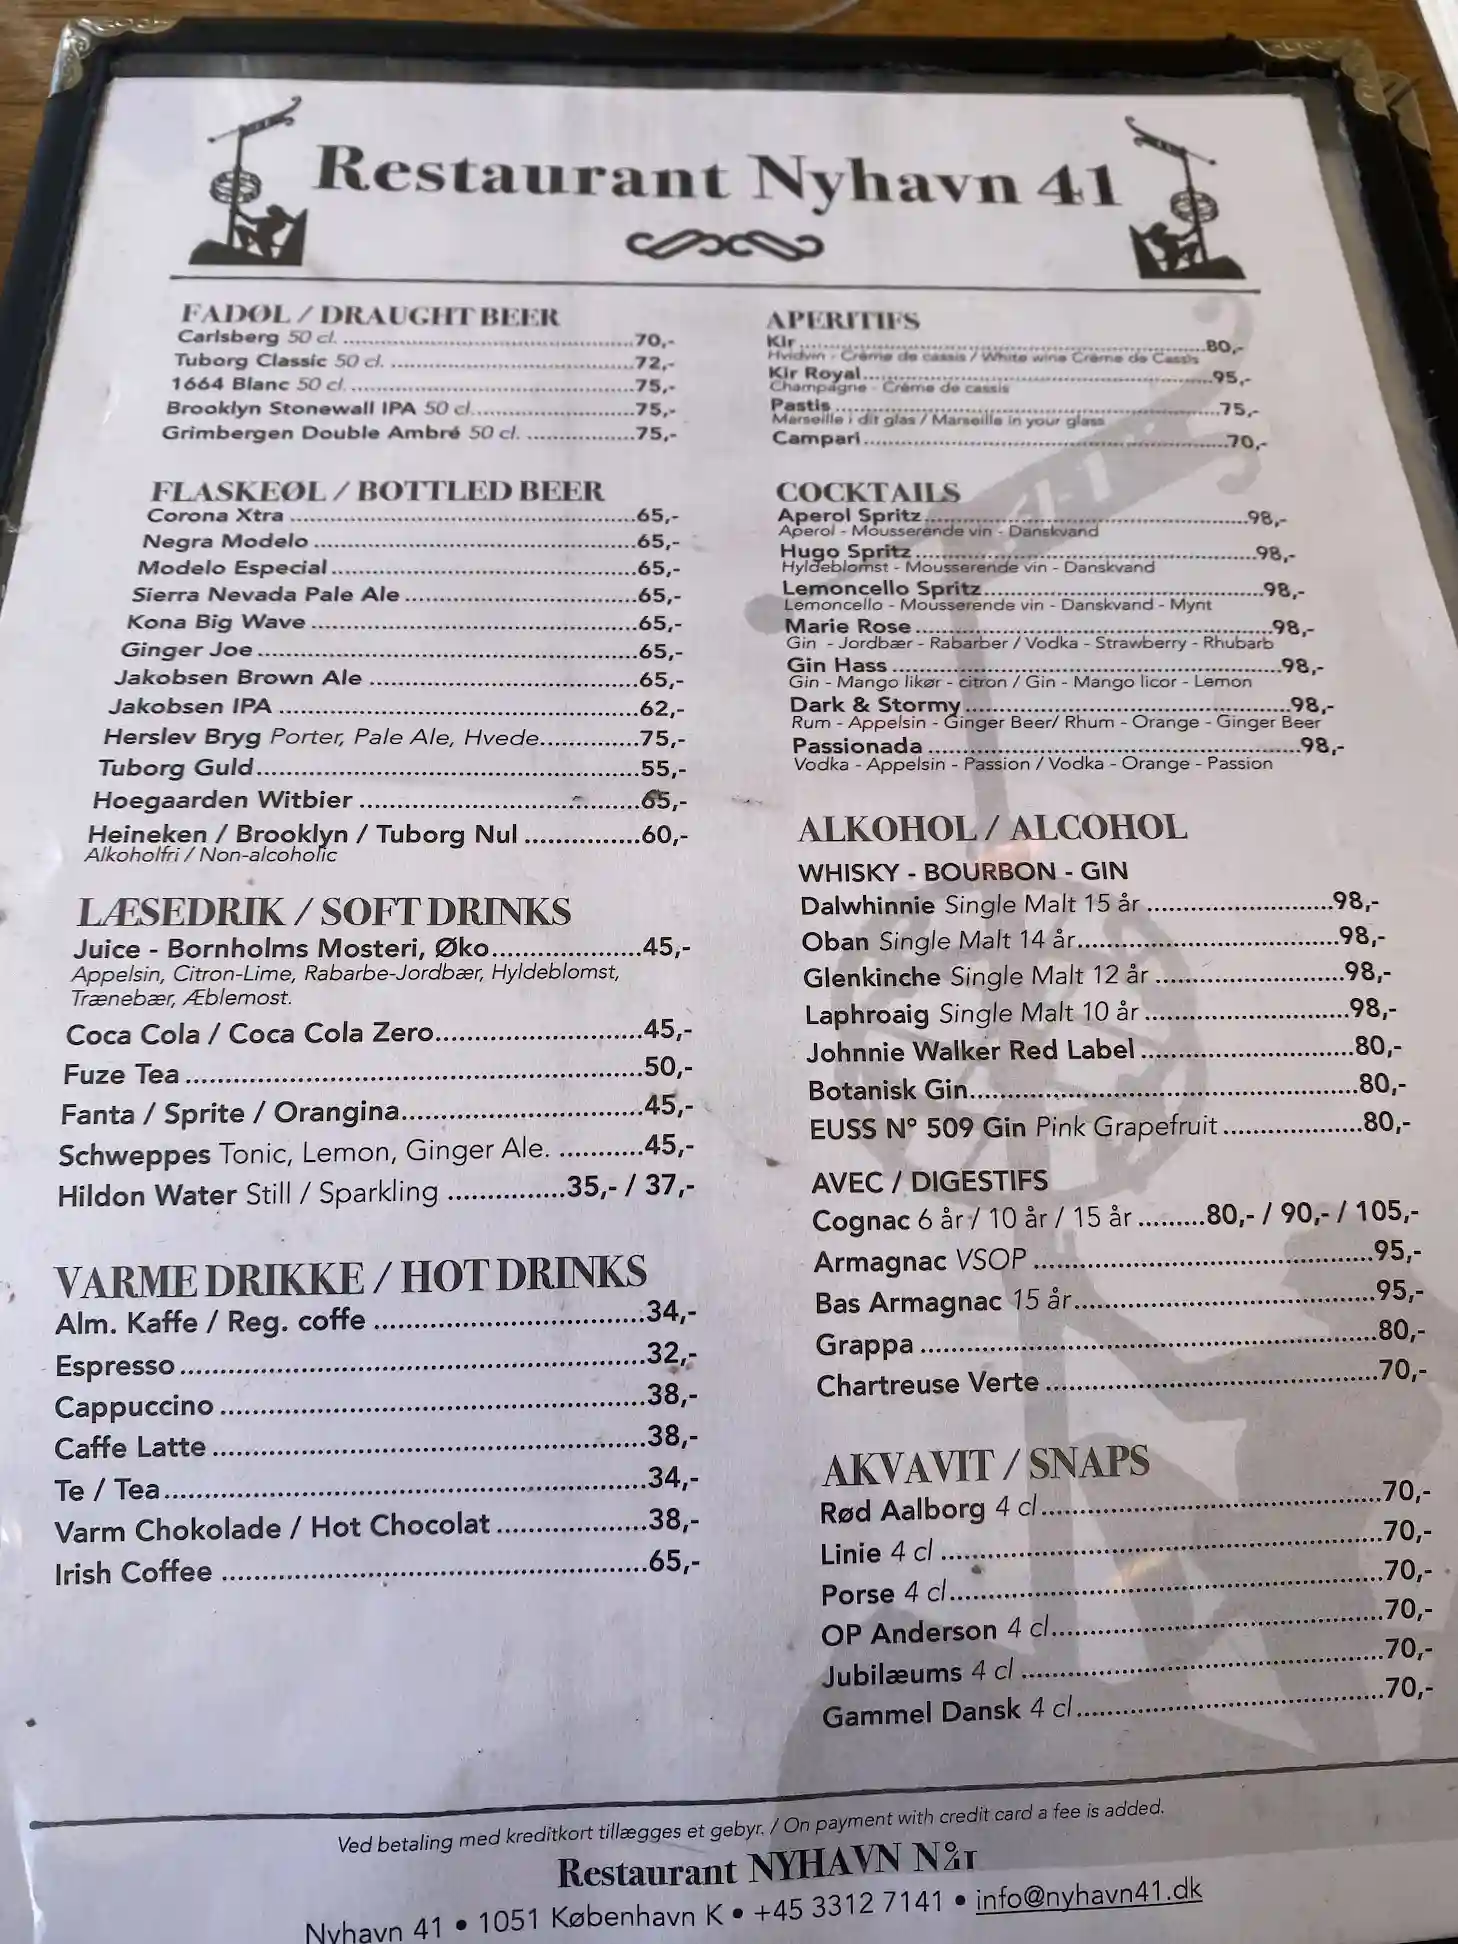 Restaurant Nyhavn 41
FADØL / DRAUGHT BEER
Carlsberg 50 cl. ....................70,-
Tuborg Classic 50 cl. ....................72,-
1664 Blanc 50 cl. ....................75,-
Brooklyn Stonewall IPA 50 cl. ....................75,-
Grimbergen Double Ambré 50 cl. ....................75,-
FLASKEØL / BOTTLED BEER
Corona Xtra ....................65,-
Negra Modelo ....................65,-
Modelo Especial ....................65,-
Sierra Nevada Pale Ale ....................65,-
Kona Big Wave ....................65,-
Ginger Joe ....................65,-
Jakobsen Brown Ale ....................65,-
Jakobsen IPA ....................62,-
Herslev Bryg Porter, Pale Ale, Hvede....................75,-
Tuborg Guld....................55,-
Hoegaarden Witbier ....................65,-
Heineken / Brooklyn / Tuborg Nul ....................60,-
Alkoholfri / Non-alcoholic
LÆSEDRIK / SOFT DRINKS
Juice - Bornholms Mosteri, Øko....................45,-
Appelsin, Citron-Lime, Rabarbe-Jordbær, Hyldeblomst,
Trænebær, Æblemost.
Coca Cola / Coca Cola Zero....................45,-
Fuze Tea ....................50,-
Fanta / Sprite / Orangina....................45,-
Schweppes Tonic, Lemon, Ginger Ale. ....................45,-
Hildon Water Still / Sparkling ....................35,- / 37,-
VARME DRIKKE / HOT DRINKS
Alm. Kaffe / Reg. coffe ....................34,-
Espresso ....................32,-
Cappuccino ....................38,-
Caffe Latte ....................38,-
Te / Tea....................34,-
Varm Chokolade / Hot Chocolat ....................38,-
Irish Coffee ....................65,-
APERITIFS
Kir ....................80,-
Hvidvin - Crème de cassis / White wine Crème de Cassis
Kir Royal....................95,-
Champagne - Crème de cassis
Pastis ....................75,-
Marseille i dit glas / Marseille in your glass
Campari....................70,-
COCKTAILS
Aperol Spritz....................98,-
Aperol - Mousserende vin - Danskvand
Hugo Spritz ....................98,-
Hyldeblomst - Mousserende vin - Danskvand
Lemoncello Spritz....................98,-
Lemoncello - Mousserende vin - Danskvand - Mynt
Marie Rose ....................98,-
Gin - Jordbær - Rabarber / Vodka - Strawberry - Rhubarb
Gin Hass ....................98,-
Gin - Mango likør - citron / Gin - Mango licor - Lemon
Dark & Stormy....................98,-
Rum - Appelsin - Ginger Beer/ Rhum - Orange - Ginger Beer
Passionada ....................98,-
Vodka - Appelsin - Passion / Vodka - Orange - Passion
ALKOHOL / ALCOHOL
WHISKY - BOURBON - GIN
Dalwhinnie Single Malt 15 år ....................98,-
Oban Single Malt 14 år....................98,-
Glenkinche Single Malt 12 år ....................98,-
Laphroaig Single Malt 10 år ....................98,-
Johnnie Walker Red Label ....................80,-
Botanisk Gin....................80,-
EUSS N° 509 Gin Pink Grapefruit ....................80,-
AVEC / DIGESTIFS
Cognac 6 år / 10 år / 15 år .........80,- / 90,- / 105,-
Armagnac VSOP ....................95,-
Bas Armagnac 15 år....................95,-
Grappa ....................80,-
Chartreuse Verte ....................70,-
AKVAVIT / SNAPS
Rød Aalborg 4 cl....................70,-
Linie 4 cl ....................70,-
Porse 4 cl....................70,-
OP Anderson 4 cl....................70,-
Jubilæums 4 cl ....................70,-
Gammel Dansk 4 cl....................70,-
Ved betaling med kreditkort tillægges et gebyr. / On payment with credit card a fee is added.
Restaurant NYHAVN
Nyhavn 41 • 1051 København K • +45 3312 7141 • info@nyhavn41.dk